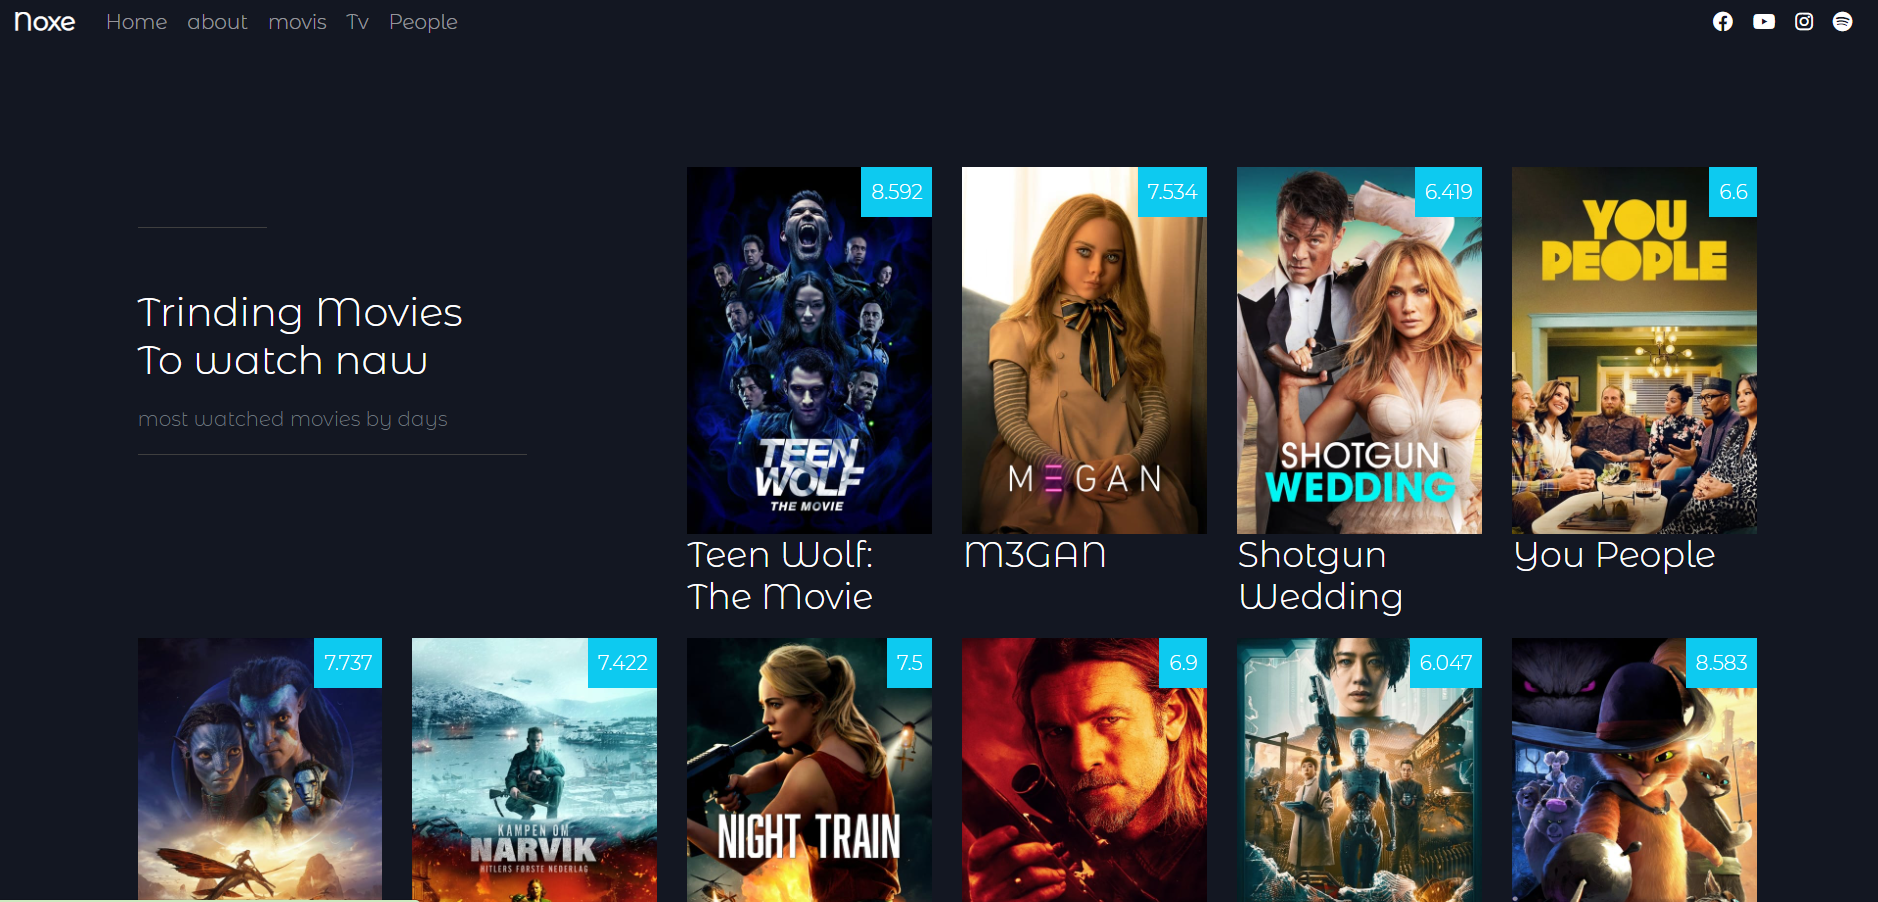 Noxe Home about movis Tv People
Trinding Movies
To watch naw
most watched movies by days
8.592
TEEN
WOLF
THE MOVIE
Teen Wolf:
The Movie
7.534
MEGAN
M3GAN
6.419
SHOTGUN
WEDDING
Shotgun
Wedding
6.6
YOU
PEOPLE
You People
7.737
7.422
KAMPEN OM
NARVIK
HITLERS FØRSTE NEDERLAG
7.5
NIGHT TRAIN
6.9
6.047
8.583